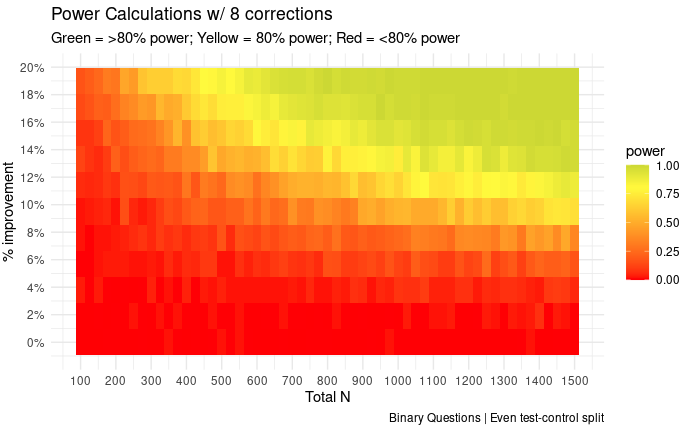 Power Calculations w/ 8 corrections
Green = >80% power; Yellow = 80% power; Red = <80% power
% improvement
20%
18%
16%
14%
12%
10%
8%
6%
4%
2%
0%
100 200 300 400 500 600 700 800 900 1000 1100 1200 1300 1400 1500
Total N
power
1.00
0.75
0.50
0.25
0.00
Binary Questions | Even test-control split